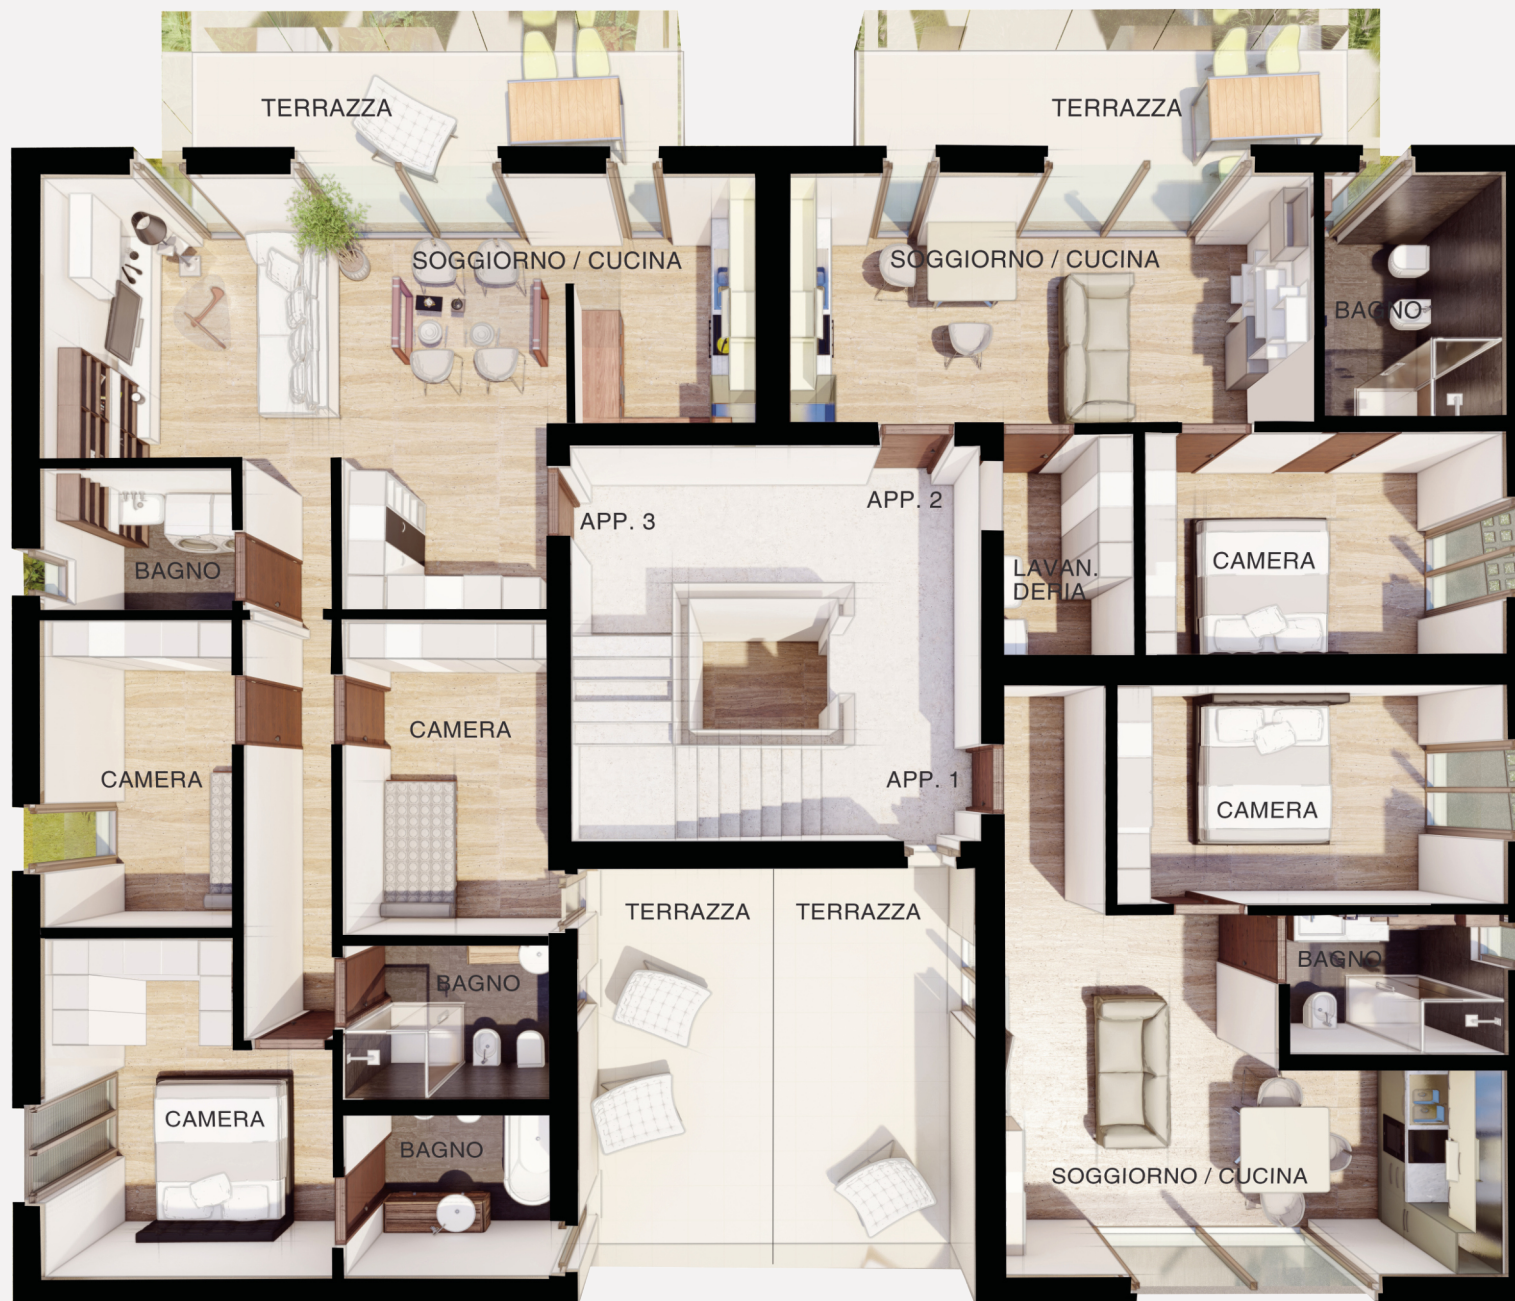 TERRAZZA
TERRAZZA
SOGGIORNO / CUCINA
SOGGIORNO / CUCINA
BAGNO
APP. 2
APP. 3
BAGNO
LAVAN.
DERIA
CAMERA
CAMERA
CAMERA
APP. 1
CAMERA
TERRAZZA
TERRAZZA
BAGNO
BAGNO
CAMERA
BAGNO
SOGGIORNO / CUCINA